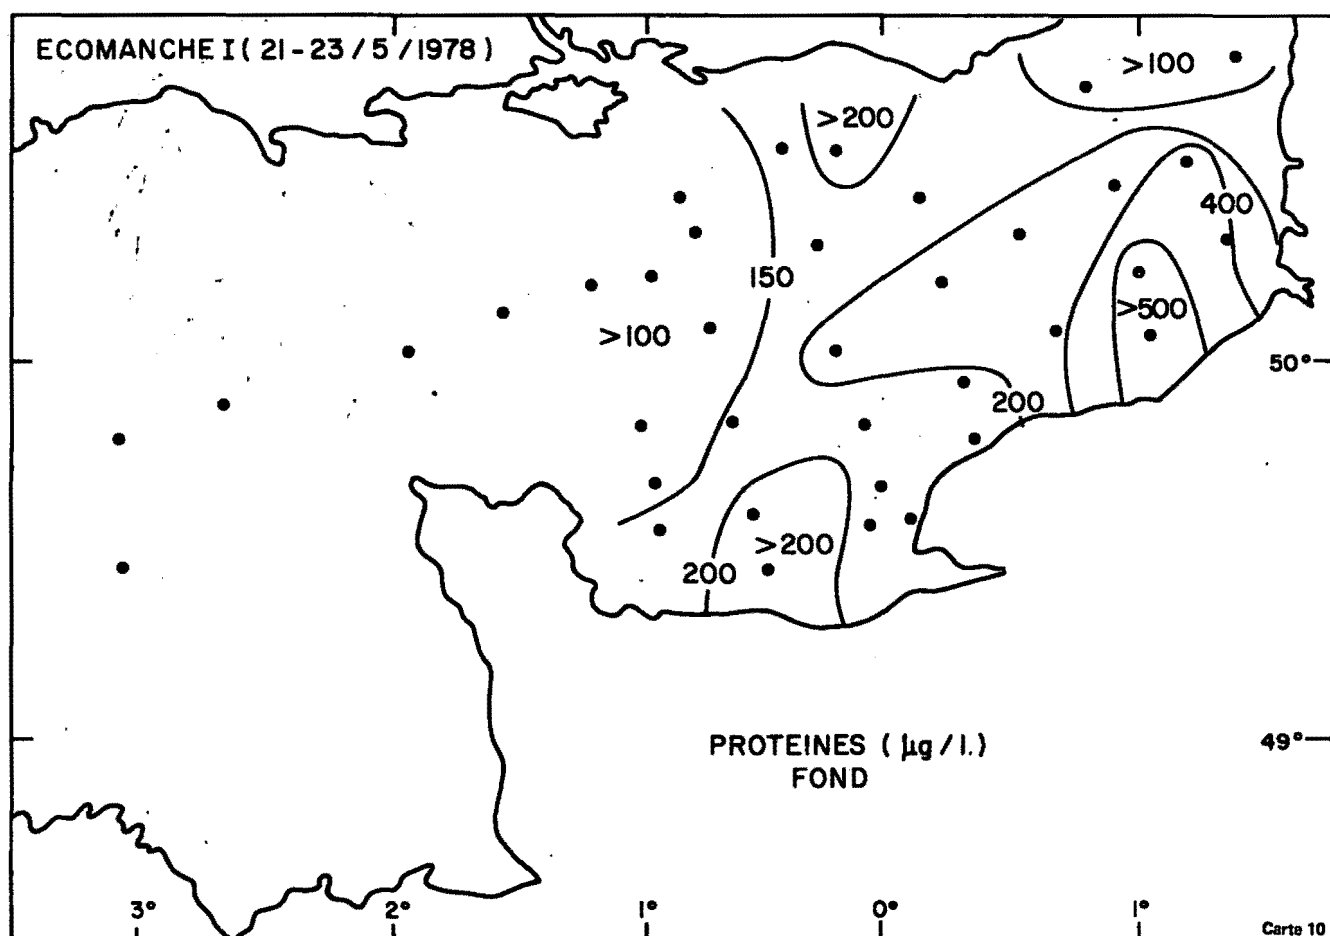 ECOMANCHE I ( 21-23 / 5 / 1978 )
>100
>200
400
150
>500
>100
50°
200
>200
200
PROTEINES ( µg / l. )
FOND
49°
3° 2° 1° 0° 1°
Carte 10